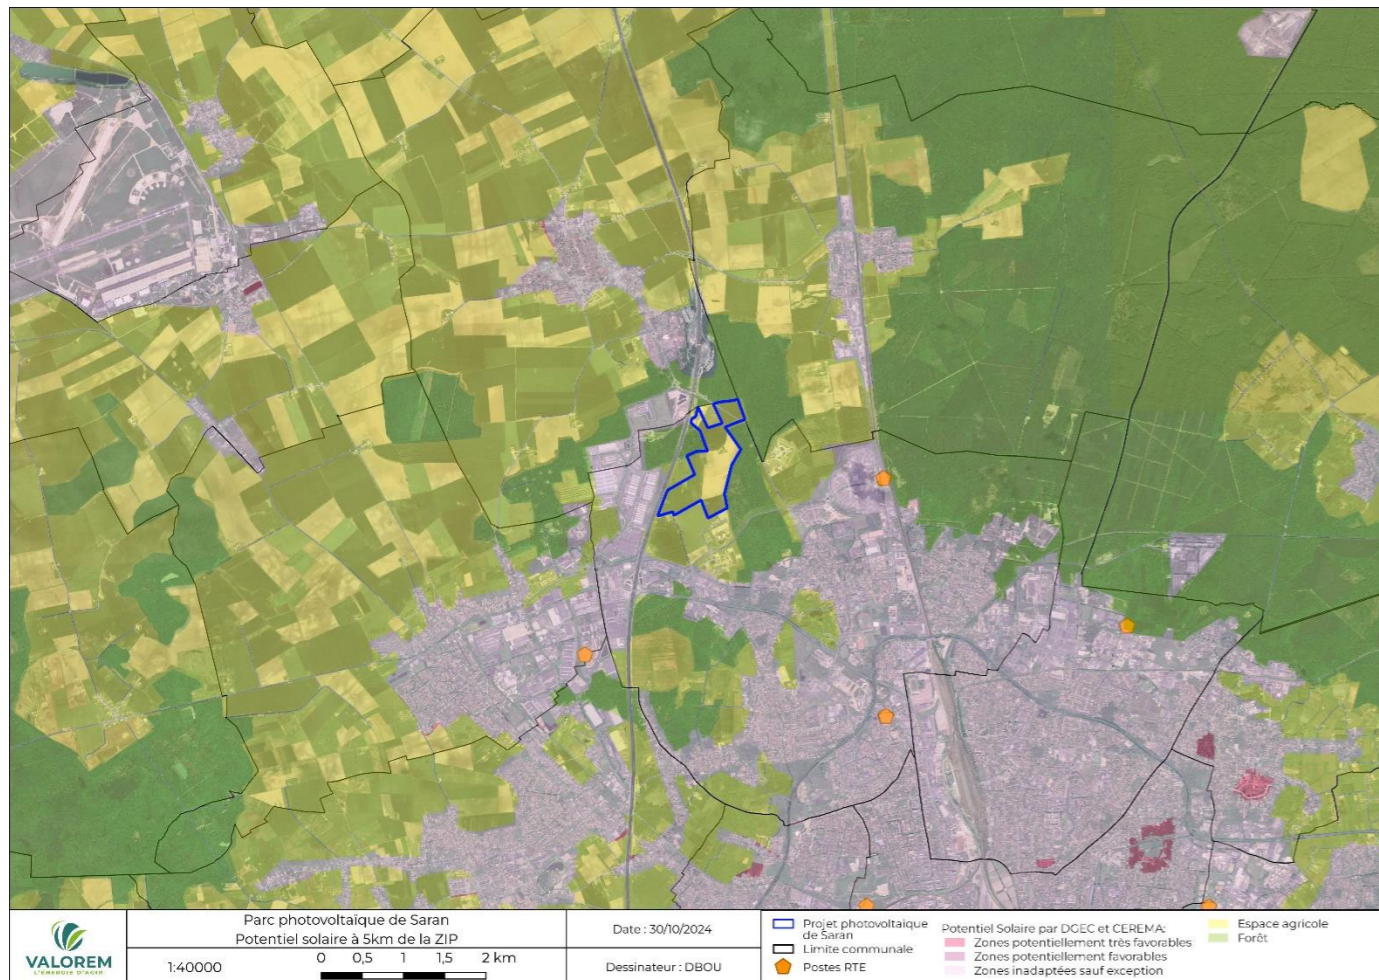 VALOREM
L'ÉNERGIE D'AGIR
Parc photovoltaïque de Saran
Potentiel solaire à 5km de la ZIP
1:40000
0 0,5 1 1,5 2 km
Date : 30/10/2024
Dessinateur : DBOU
Projet photovoltaique
de Saran
Limite communale
Postes RTE
Potentiel Solaire par DGEC et CEREMA:
Zones potentiellement très favorables
Zones potentiellement favorables
Zones inadaptées sauf exception
Espace agricole
Forêt